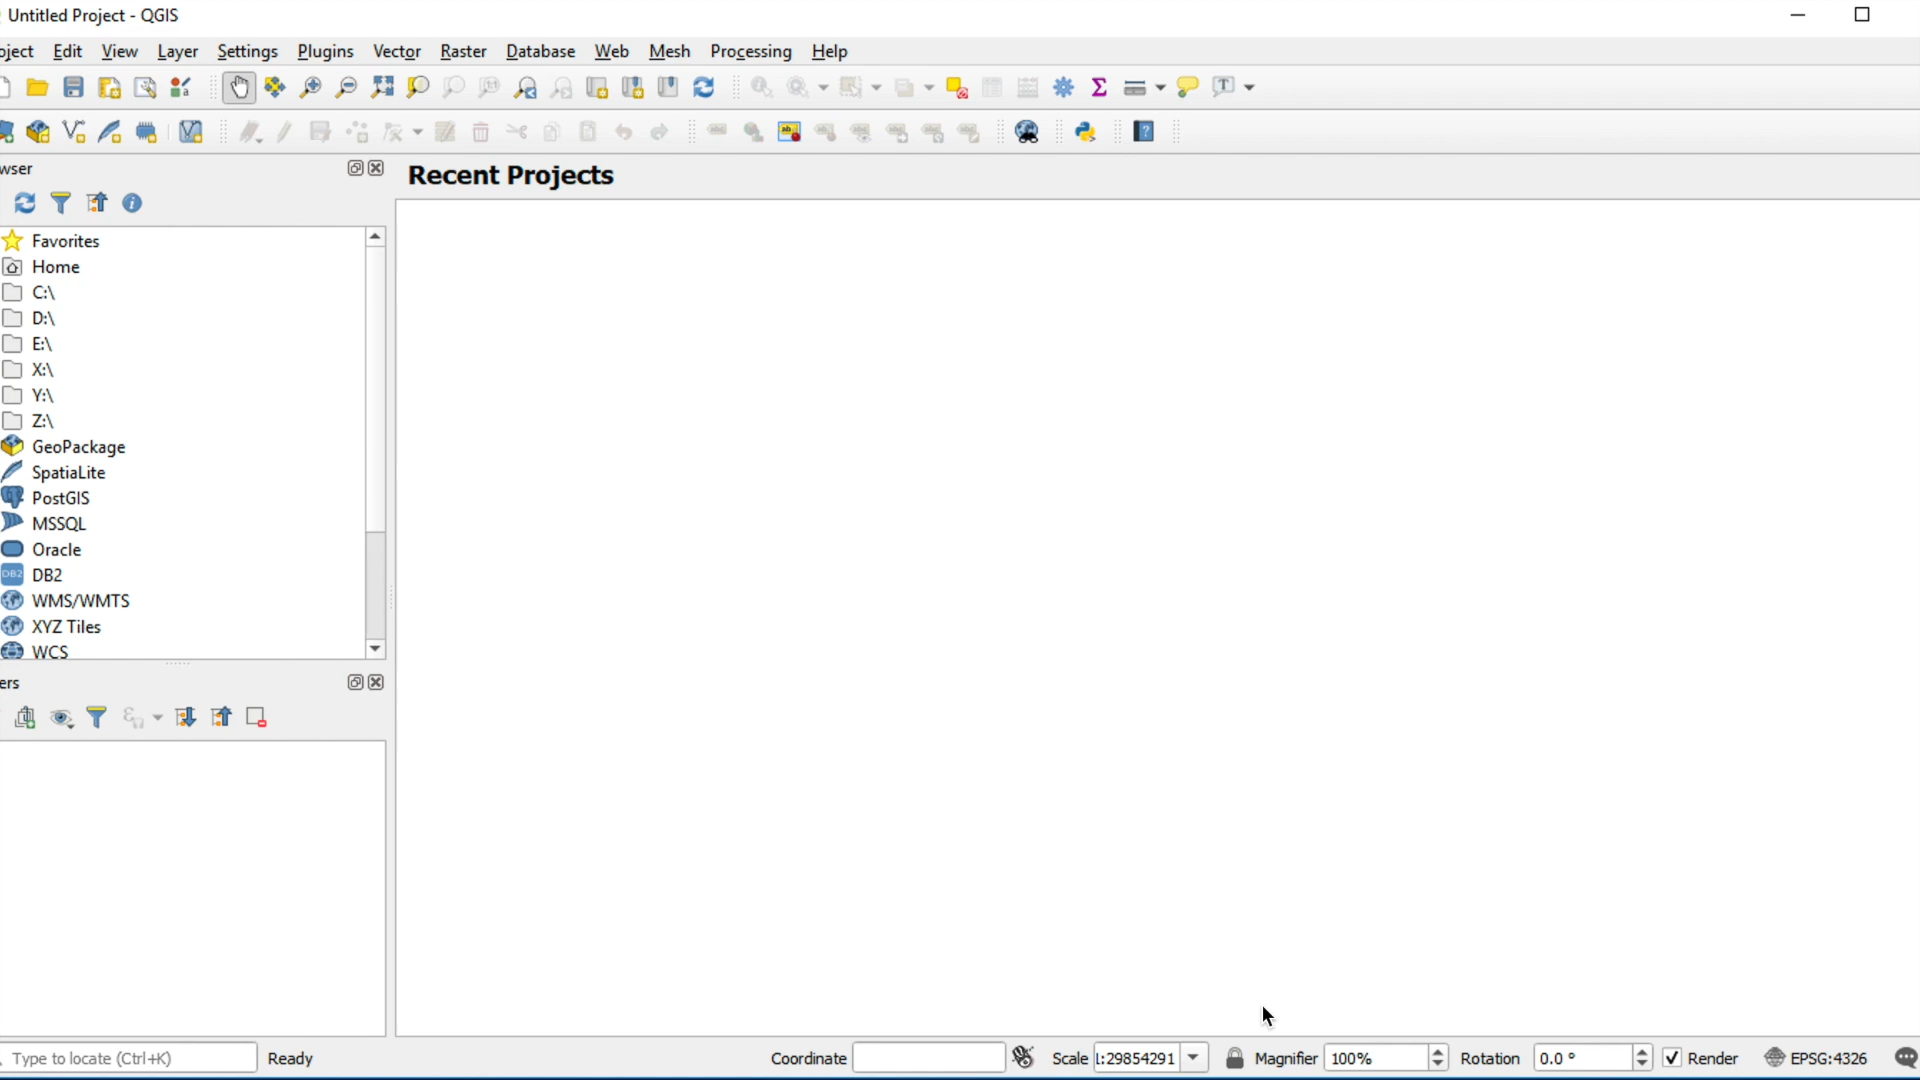 Untitled Project - QGIS
oject Edit View Layer Settings Plugins Vector Raster Database Web Mesh Processing Help
wser
Recent Projects
Favorites
Home
C:\
D:\
E:\
X:\
Y:\
Z:\
GeoPackage
SpatiaLite
PostGIS
MSSQL
Oracle
DB2
WMS/WMTS
XYZ Tiles
WCS
ers
Type to locate (Ctrl+K) Ready Coordinate Scale 1:29854291 Magnifier 100% Rotation 0.0 ° Render EPSG:4326